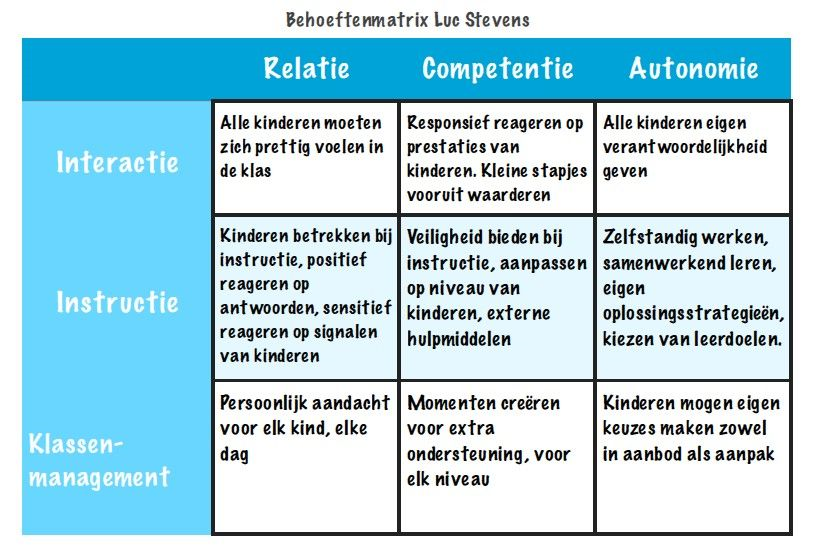 Behoeftenmatrix Luc Stevens
Relatie
Competentie
Autonomie
Interactie
Alle kinderen moeten
zich prettig voelen in
de klas
Responsief reageren op
prestaties van
kinderen. Kleine stapjes
vooruit waarderen
Alle kinderen eigen
verantwoordelijkheid
geven
Instructie
Kinderen betrekken bij
instructie, positief
reageren op
antwoorden, sensitief
reageren op signalen
van kinderen
Veiligheid bieden bij
instructie, aanpassen
op niveau van
kinderen, externe
hulpmiddelen
Zelfstandig werken,
samenwerkend leren,
eigen
oplossingsstrategieën,
kiezen van leerdoelen.
Klassen-
management
Persoonlijk aandacht
voor elk kind, elke
dag
Momenten creëren
voor extra
ondersteuning, voor
elk niveau
Kinderen mogen eigen
keuzes maken zowel
in aanbod als aanpak